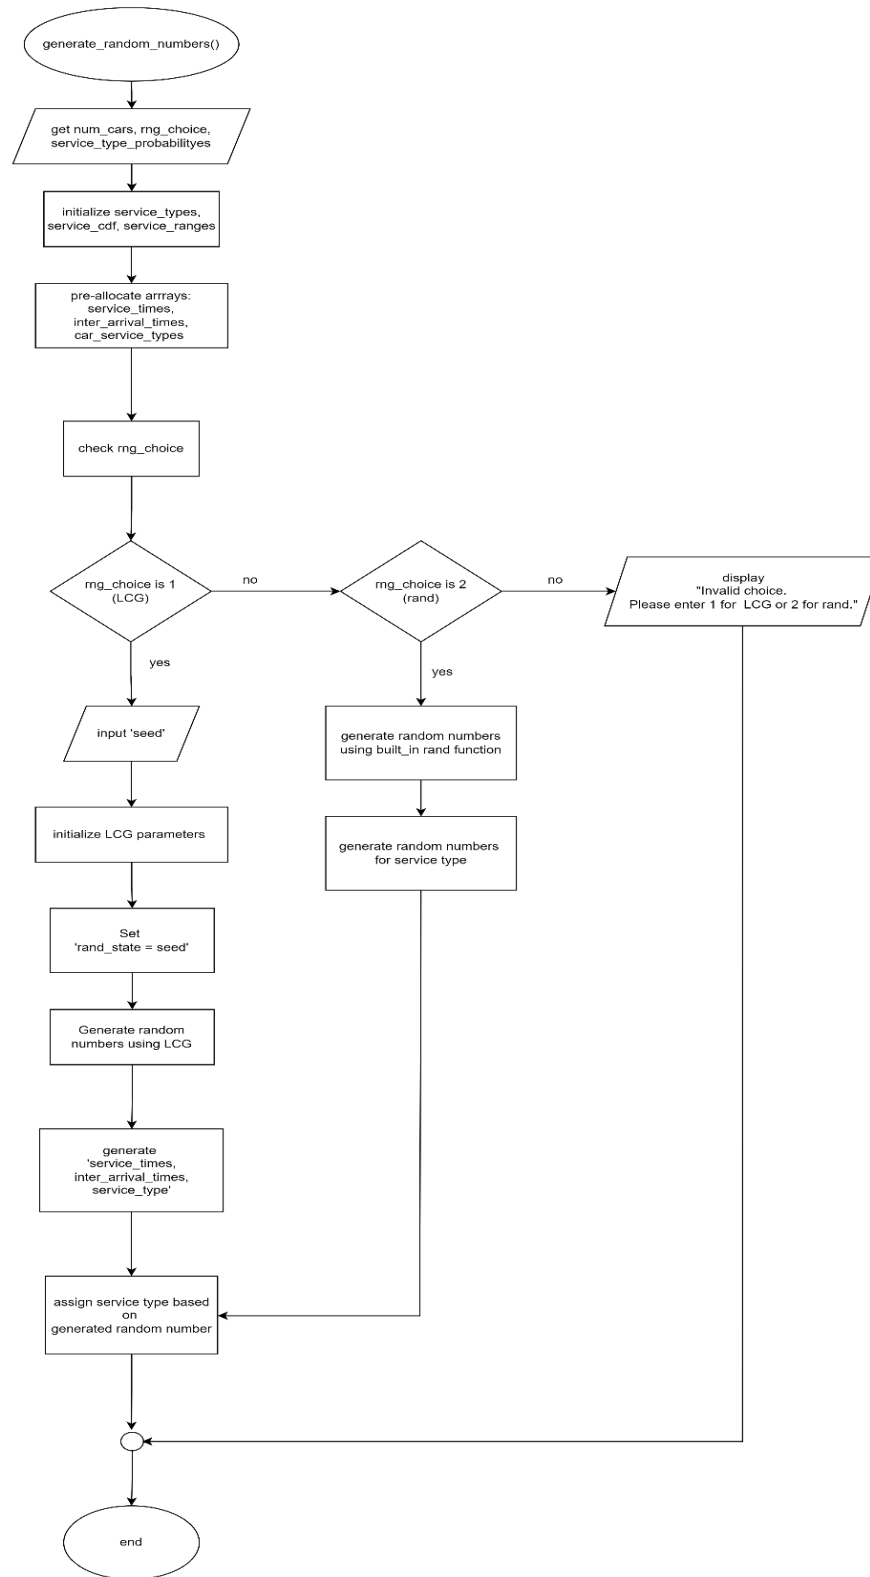 generate_random_numbers()
get num_cars, rng_choice,
service_type_probabilityes
initialize service_types,
service_cdf, service_ranges
pre-allocate arrrays:
service_times,
inter_arrival_times,
car_service_types
check rng_choice
rng_choice is 1
(LCG)
no
rng_choice is 2
(rand)
no
display
"Invalid choice.
Please enter 1 for LCG or 2 for rand."
yes
yes
input 'seed'
generate random numbers
using built_in rand function
initialize LCG parameters
generate random numbers
for service type
Set
'rand_state = seed'
Generate random
numbers using LCG
generate
'service_times,
inter_arrival_times,
service_type'
assign service type based
on
generated random number
end